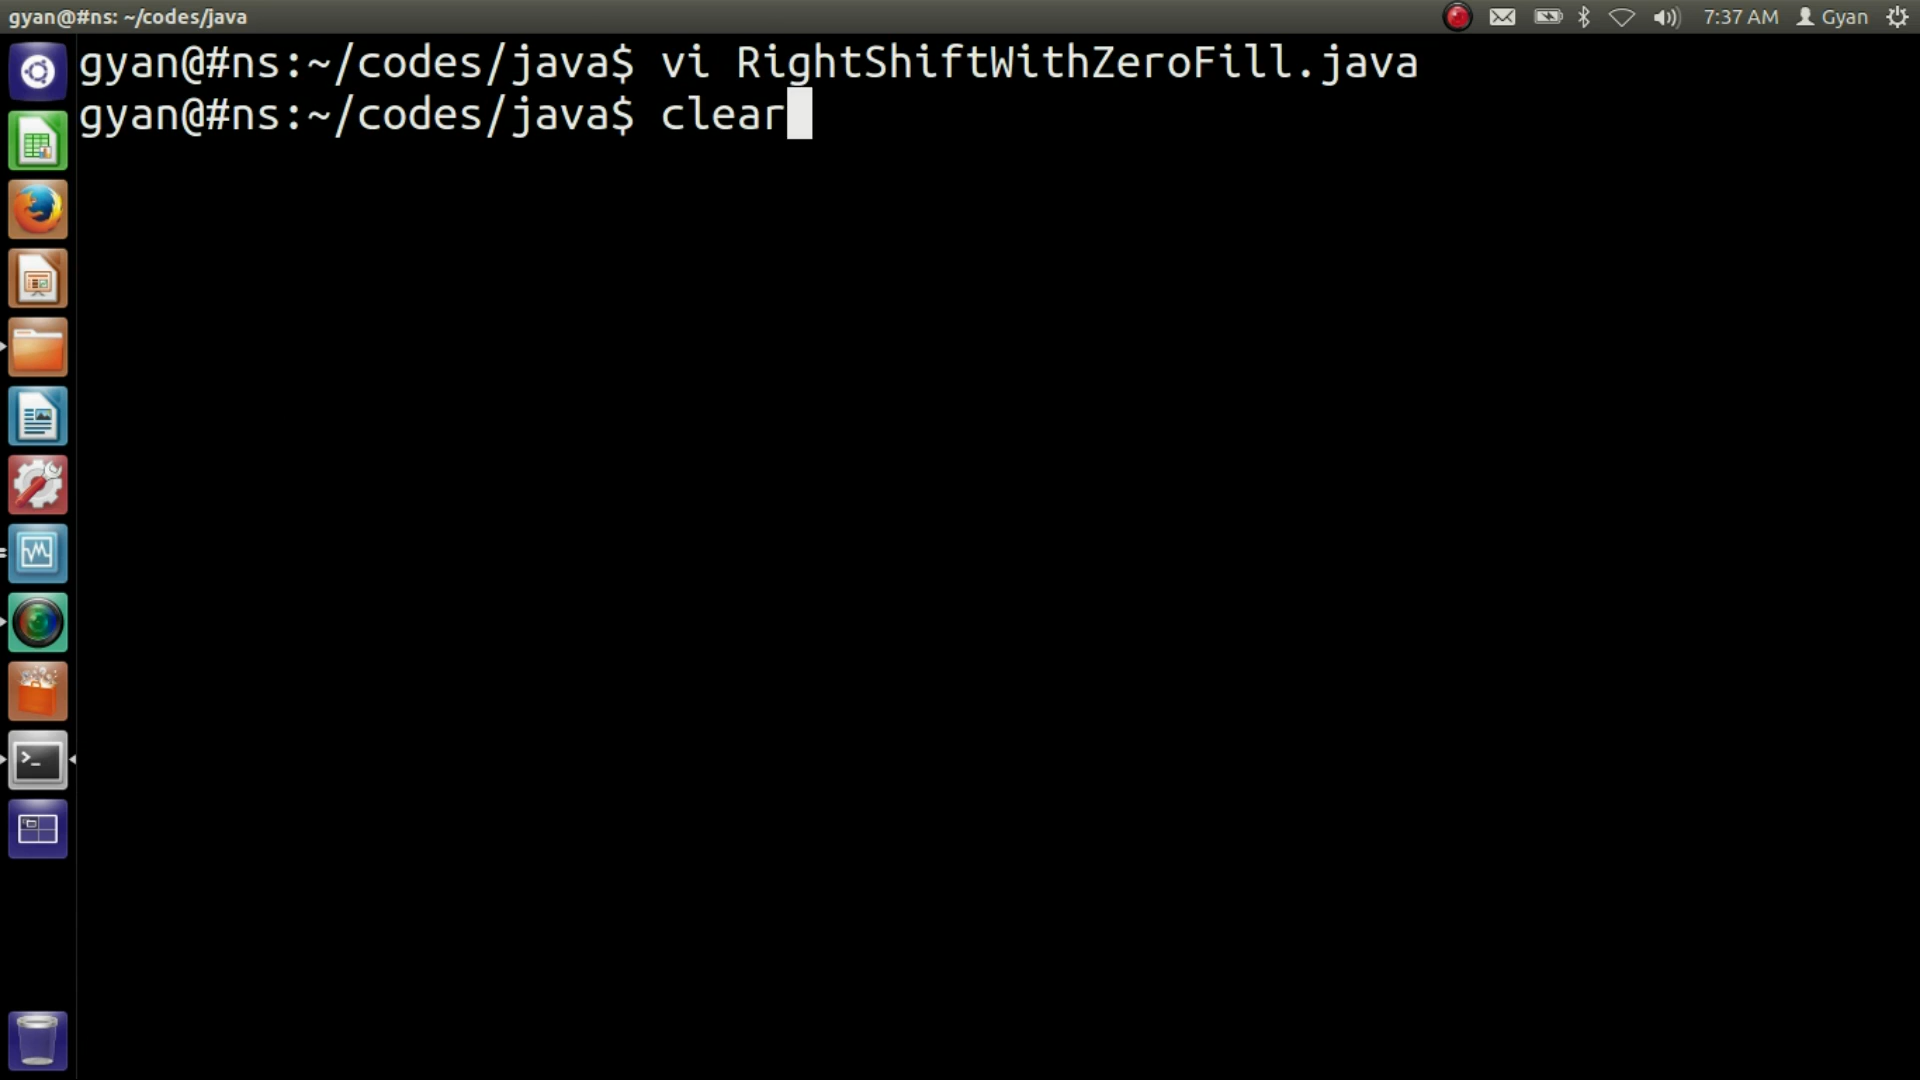 gyan@#ns: ~/codes/java
7:37 AM
Gyan
gyan@#ns:~/codes/java$ vi RightShiftWithZeroFill.java
gyan@#ns:~/codes/java$ clear